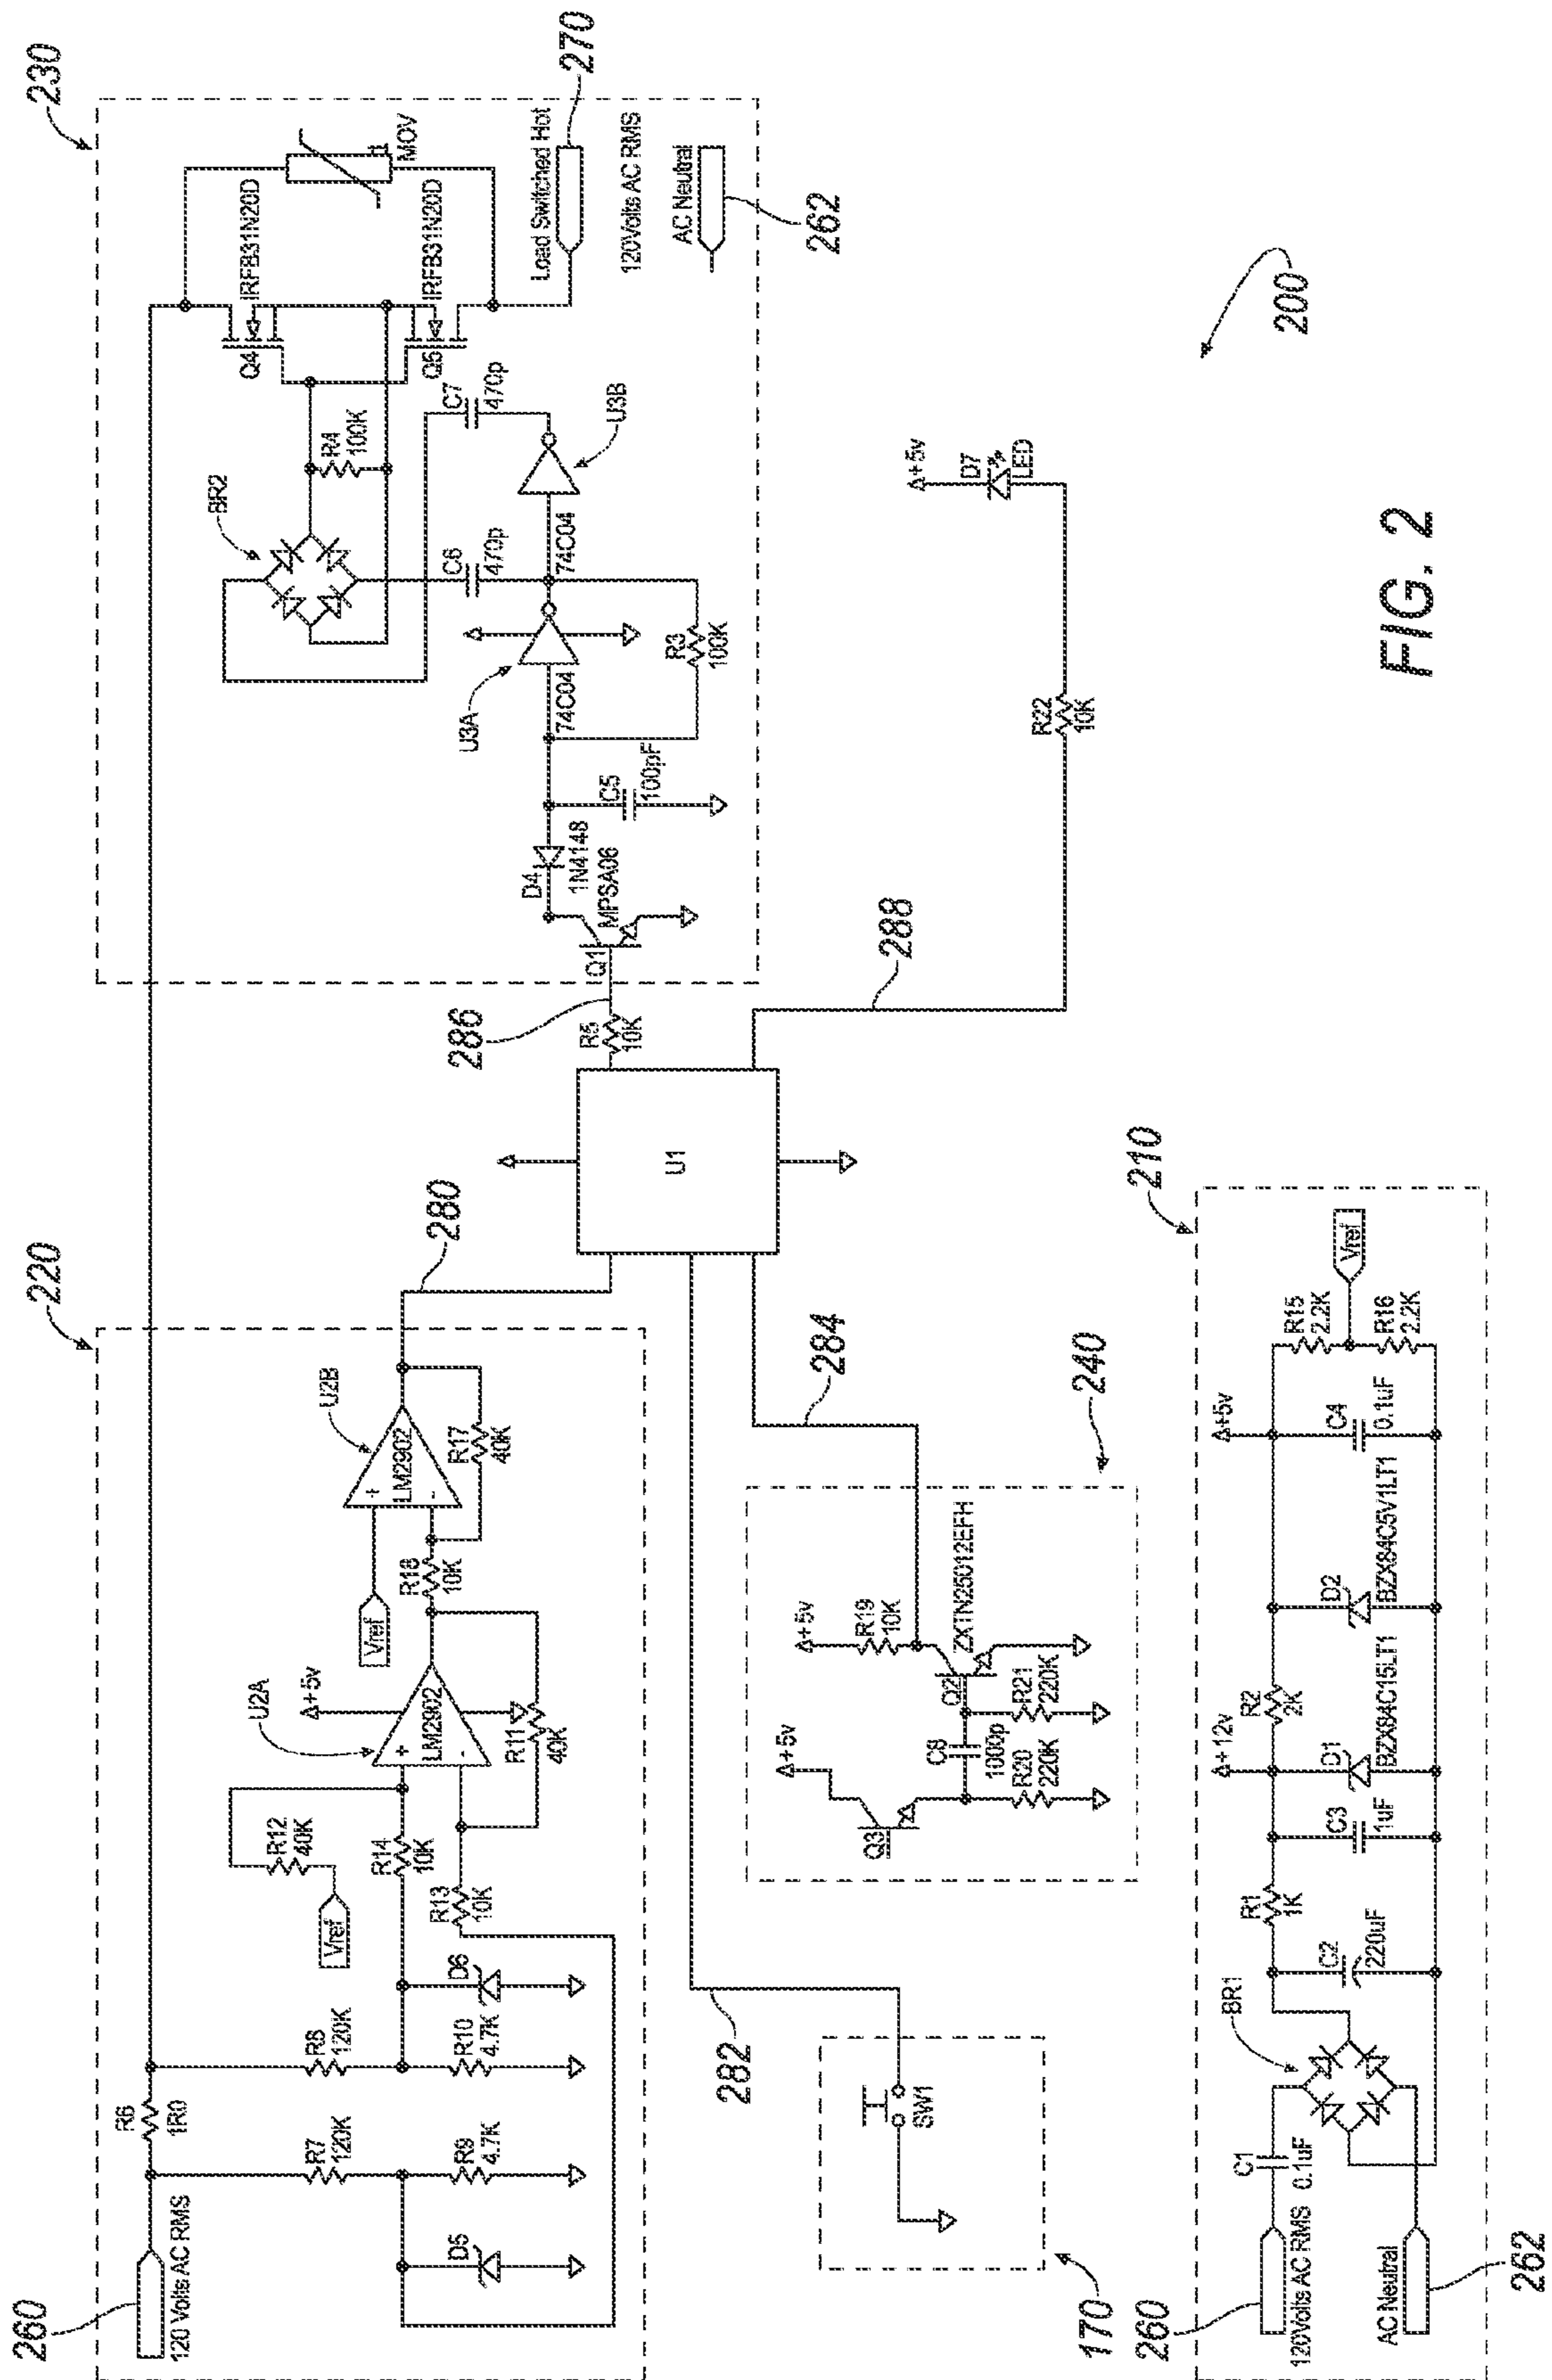 220
230
260
120 Volts AC RMS
R6
1R0
R7
120K
R8
120K
R9
4.7K
R10
4.7K
D5
D6
Vref
R12
40K
R14
10K
R13
10K
U2A
+5v
+
-
LM2902
R11
40K
Vref
R18
10K
U2B
+
-
LM2902
R17
40K
280
BR2
R4
100K
Q4
IRFB31N20D
Q5
IRFB31N20D
MOV
C7
470p
C6
470p
U3A
74C04
74C04
U3B
R3
100K
D4
1N4148
C5
100pF
Q1
MPSA06
Load Switched Hot
270
120Volts AC RMS
AC Neutral
262
286
R5
10K
U1
288
R22
10K
+5v
D7
LED
282
SW1
170
284
240
+5v
+5v
R19
10K
Q3
Q2
ZXTN25012EFH
C8
1000p
R20
220K
R21
220K
200
210
260
120Volts AC RMS
AC Neutral
262
C1
0.1uF
BR1
C2
220uF
R1
1K
C3
1uF
+12v
D1
BZX84C15LT1
R2
2K
D2
BZX84C5V1LT1
+5v
C4
0.1uF
R15
2.2K
R16
2.2K
Vref
FIG. 2